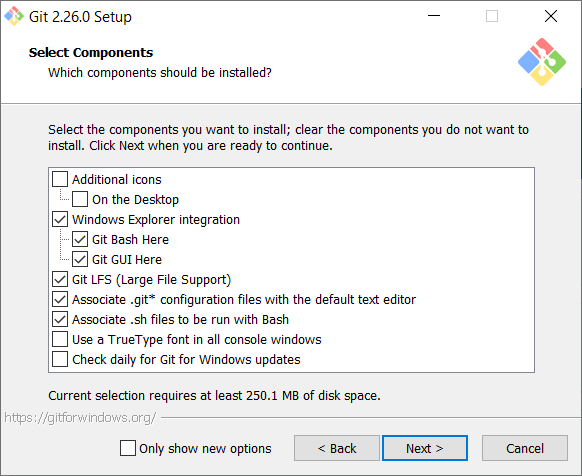 Git 2.26.0 Setup
Select Components
Which components should be installed?
Select the components you want to install; clear the components you do not want to
install. Click Next when you are ready to continue.
Additional icons
On the Desktop
Windows Explorer integration
Git Bash Here
Git GUI Here
Git LFS (Large File Support)
Associate .git* configuration files with the default text editor
Associate .sh files to be run with Bash
Use a TrueType font in all console windows
Check daily for Git for Windows updates
Current selection requires at least 250.1 MB of disk space.
https://gitforwindows.org/
Only show new options
< Back
Next >
Cancel